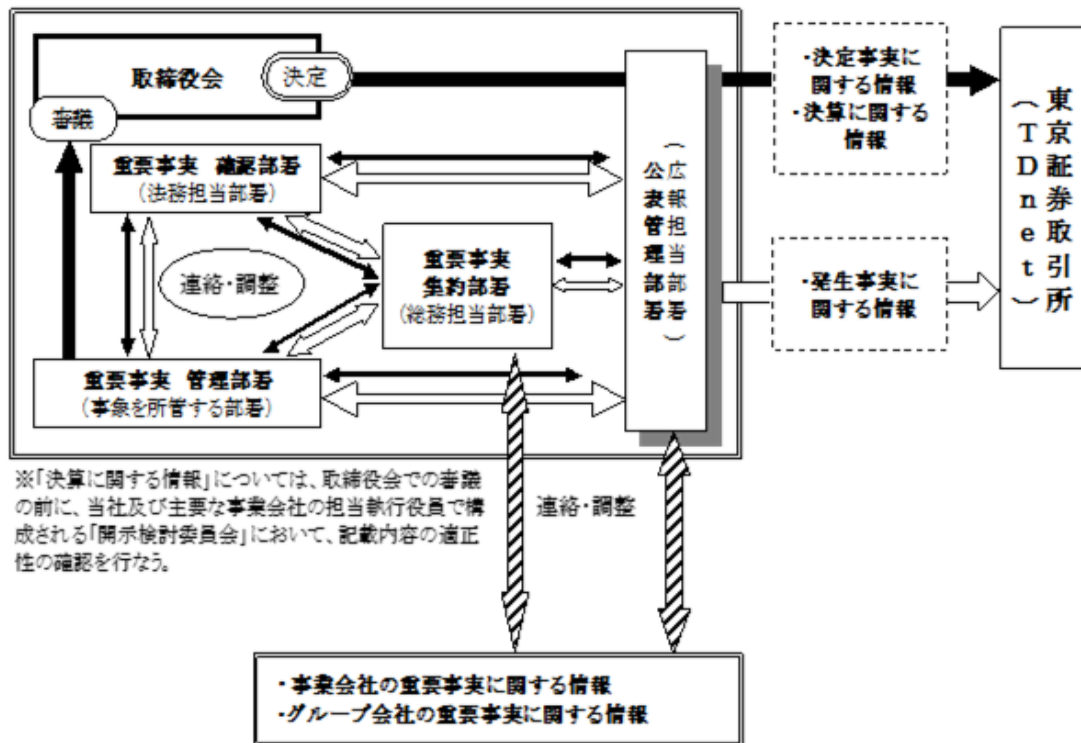 取締役会
決定
審議
重要事実 確認部署
(法務担当部署)
連絡・調整
重要事実
集約部署
(総務担当部署)
重要事実 管理部署
(事象を所管する部署)
公表管理部署
(広報担当部署)
・決定事実に
関する情報
・決算に関する
情報
・発生事実に
関する情報
東京証券取引所
(TDnet)
※「決算に関する情報」については、取締役会での審議
の前に、当社及び主要な事業会社の担当執行役員で構
成される「開示検討委員会」において、記載内容の適正
性の確認を行なう。
連絡・調整
・事業会社の重要事実に関する情報
・グループ会社の重要事実に関する情報